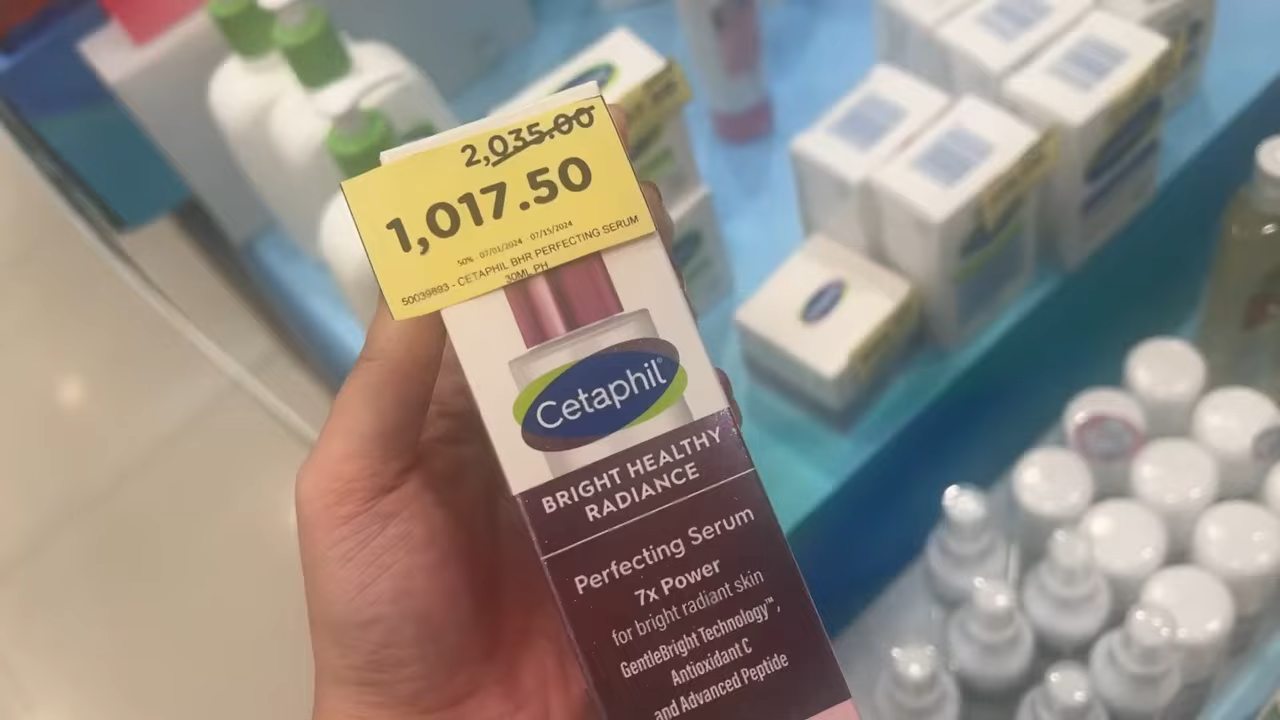 2,035.00
1,017.50
50% - 07/01/2024 - 07/15/2024
50039893 - CETAPHIL BHR PERFECTING SERUM
30ML PH
Cetaphil®
BRIGHT HEALTHY
RADIANCE
Perfecting Serum
7x Power
for bright radiant skin
GentleBright Technology™,
Antioxidant C
and Advanced Peptide